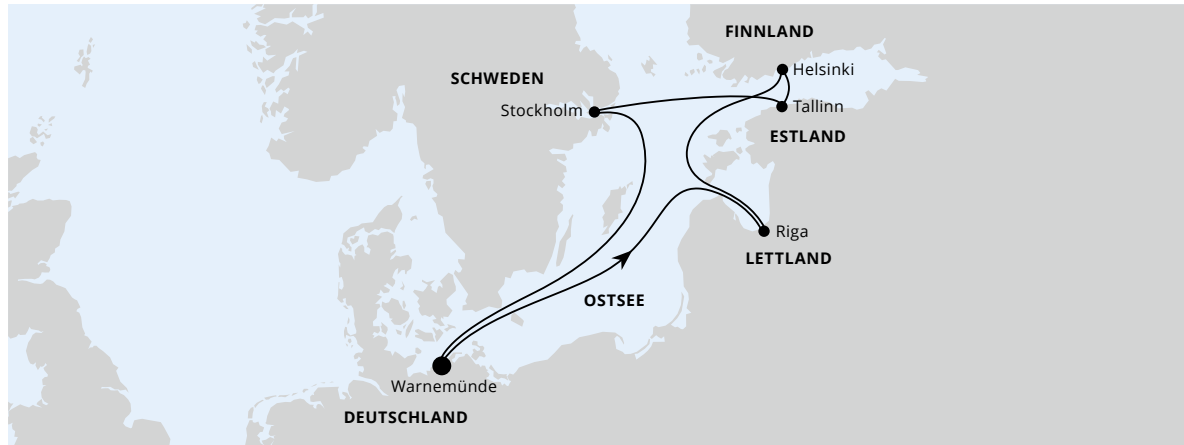 FINNLAND
Helsinki
SCHWEDEN
Stockholm
Tallinn
ESTLAND
Riga
LETTLAND
OSTSEE
Warnemünde
DEUTSCHLAND